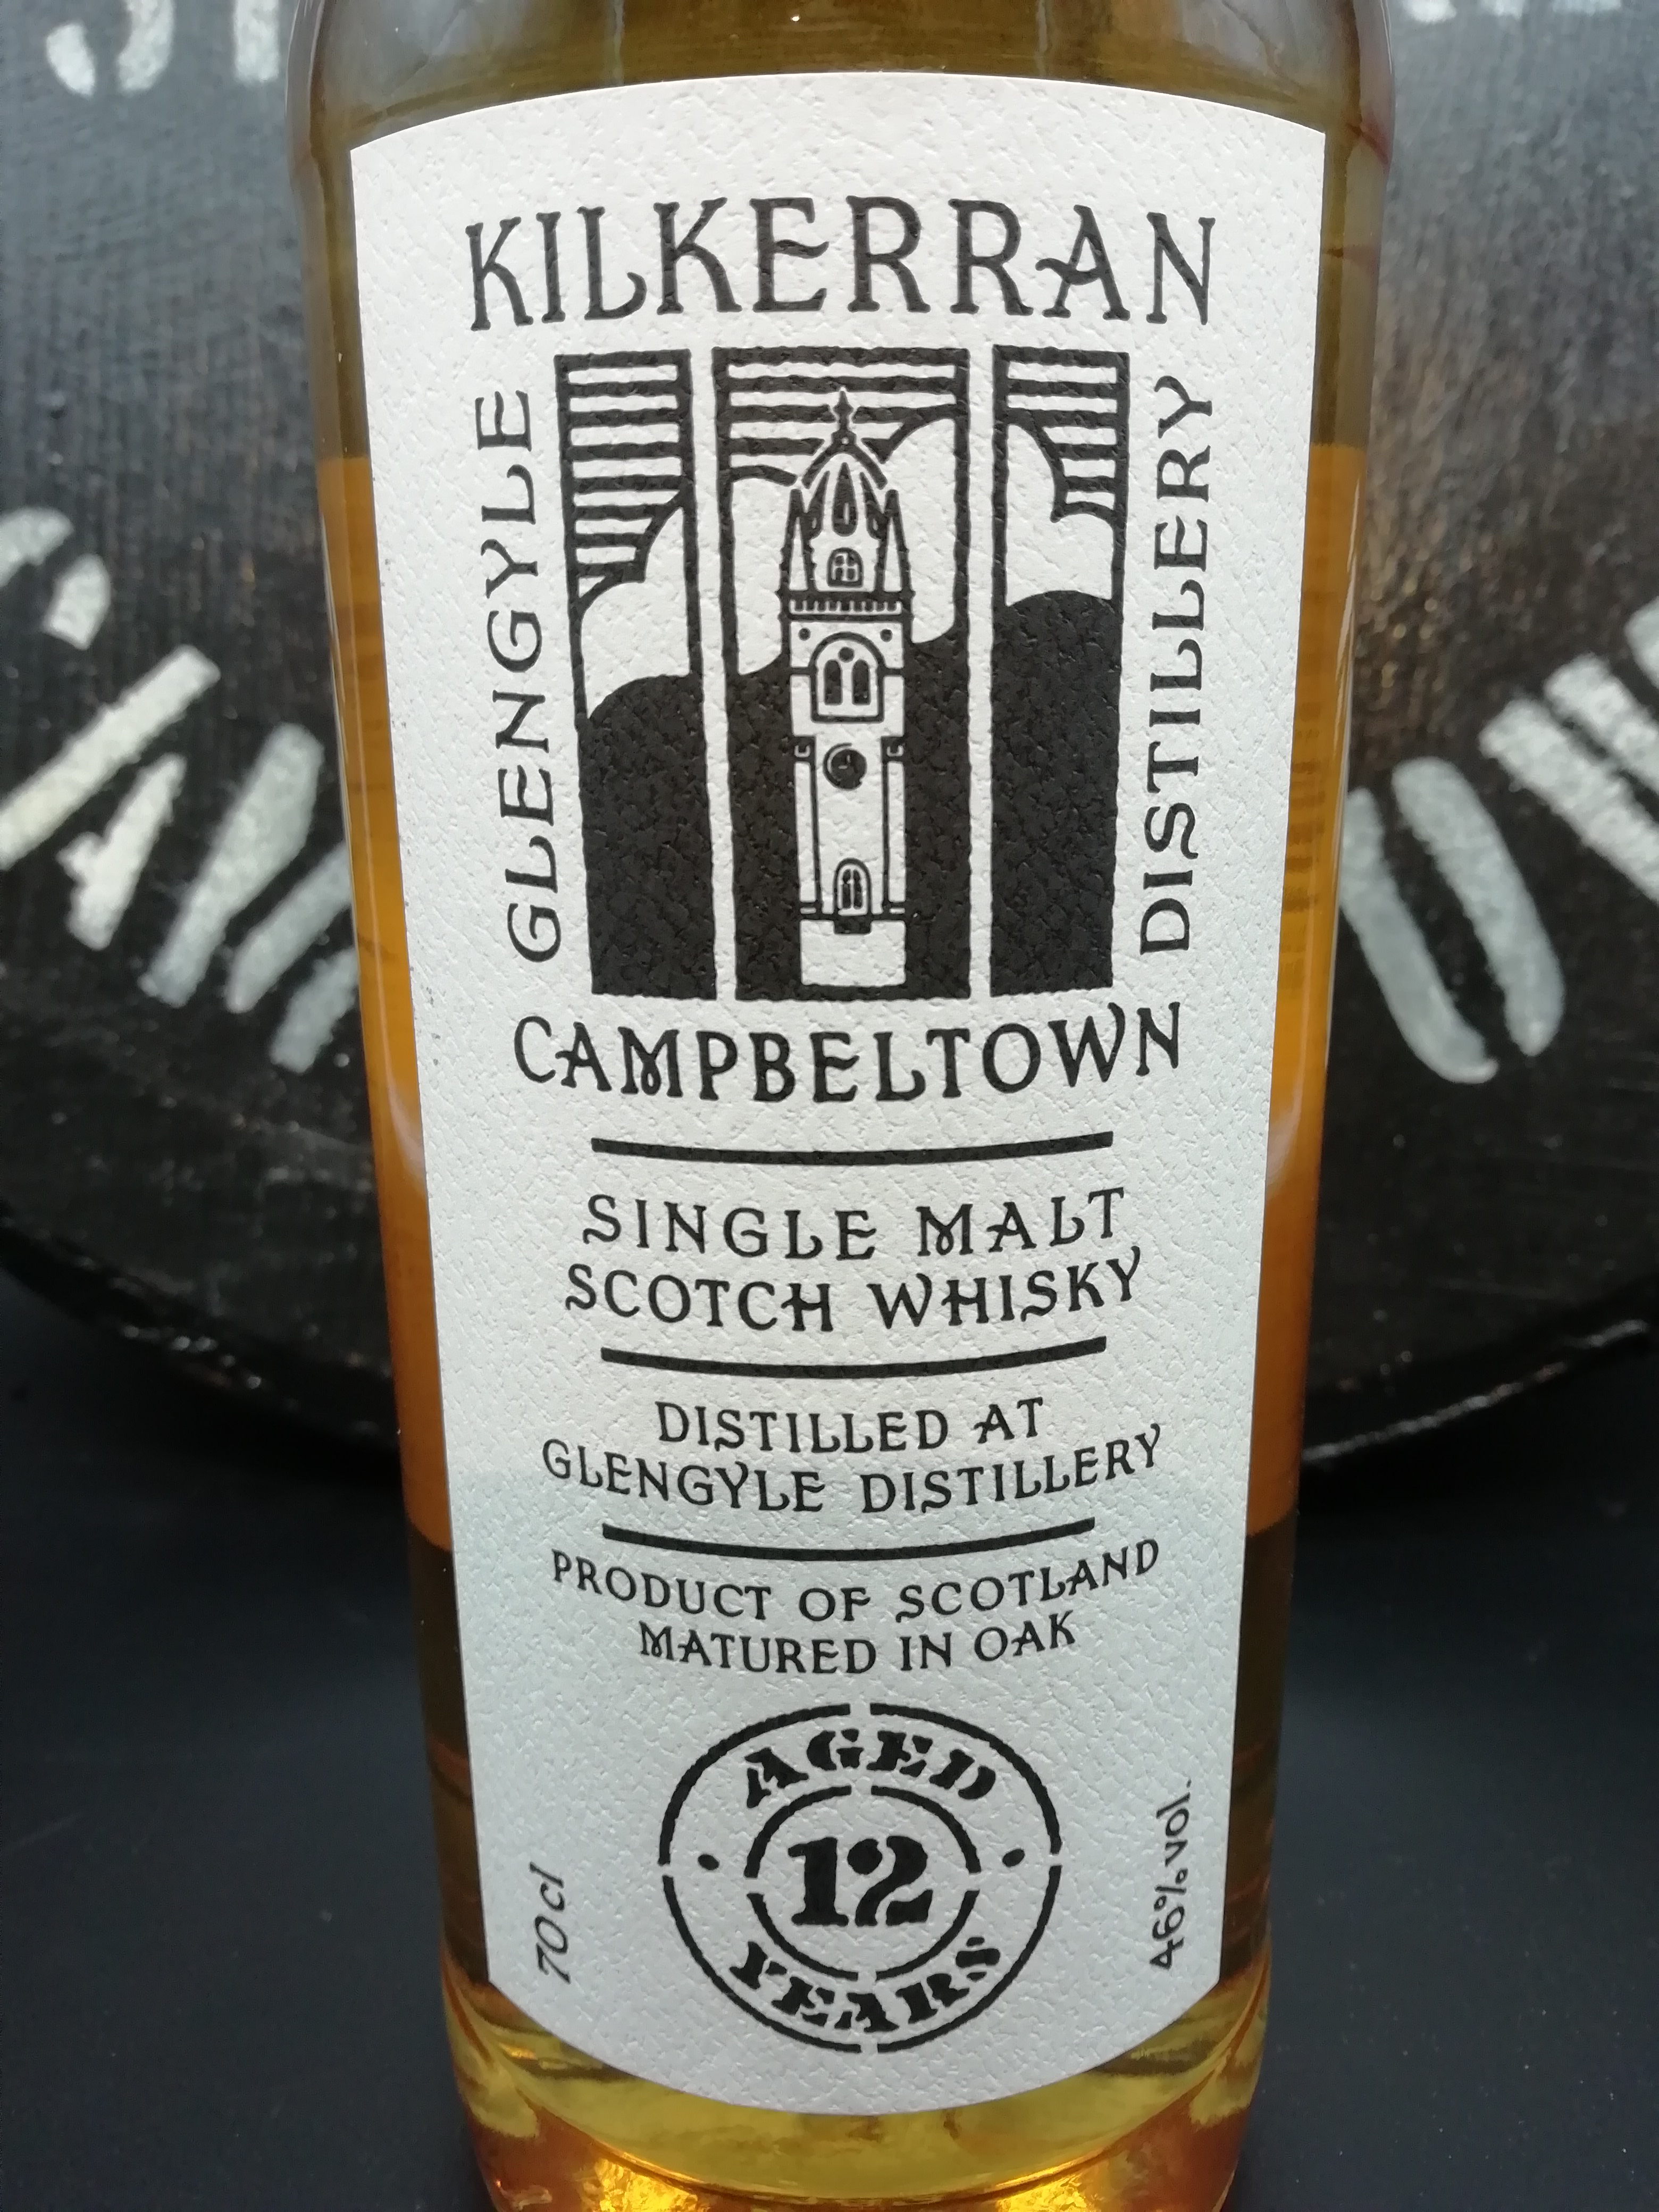 KILKERRAN
GLENGYLE
DISTILLERY
CAMPBELTOWN
SINGLE MALT
SCOTCH WHISKY
DISTILLED AT
GLENGYLE DISTILLERY
PRODUCT OF SCOTLAND
MATURED IN OAK
AGED
12
YEARS
70cl
46%vol.